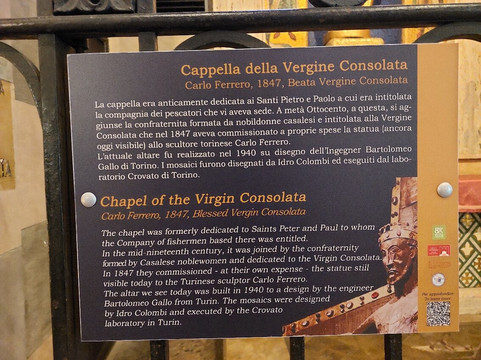 Cappella della Vergine Consolata
Carlo Ferrero, 1847, Beata Vergine Consolata
La cappella era anticamente dedicata ai Santi Pietro e Paolo a cui era intitolata
la compagnia dei pescatori che vi aveva sede. A metà Ottocento, a questa, si ag-
giunse la confraternita formata da nobildonne casalesi e intitolata alla Vergine
Consolata che nel 1847 aveva commissionato a proprie spese la statua (ancora
oggi visibile) allo scultore torinese Carlo Ferrero.
L'attuale altare fu realizzato nel 1940 su disegno dell'Ingegner Bartolomeo
Gallo di Torino. I mosaici furono disegnati da Idro Colombi ed eseguiti dal labo-
ratorio Crovato di Torino.
Chapel of the Virgin Consolata
Carlo Ferrero, 1847, Blessed Vergin Consolata
The chapel was formerly dedicated to Saints Peter and Paul to whom
the Company of fishermen based there was entitled.
In the mid-nineteenth century, it was joined by the confraternity
formed by Casalese noblewomen and dedicated to the Vergin Consolata.
In 1847 they commissioned - at their own expense - the statue still
visible today to the Turinese sculptor Carlo Ferrero.
The altar we see today was built in 1940 to a design by the engineer
Bartolomeo Gallo from Turin. The mosaics were designed
by Idro Colombi and executed by the Crovato
laboratory in Turin.